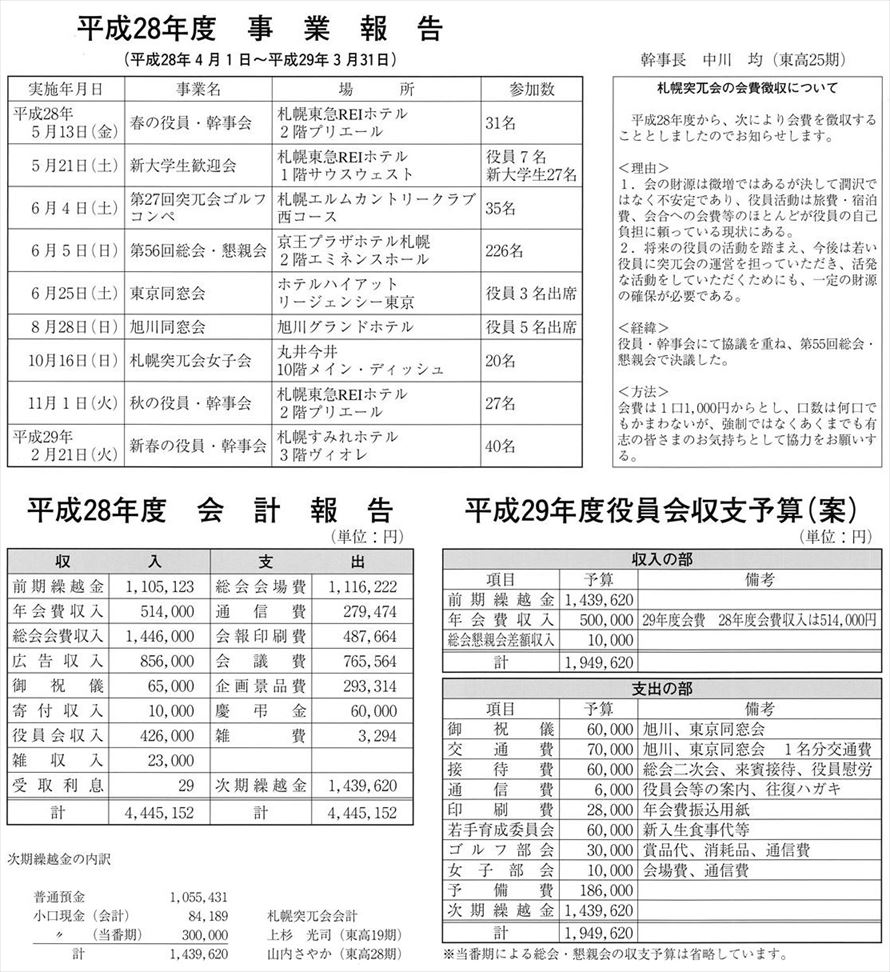 平成28年度　事　業　報　告
（平成28年４月１日～平成29年３月31日）
実施年月日　事業名　場　所　参加数
平成28年
５月13日（金）　春の役員・幹事会　札幌東急REIホテル
２階プリエール　31名
５月21日（土）　新大学生歓迎会　札幌東急REIホテル
１階サウスウェスト　役員７名
新大学生27名
６月４日（土）　第27回突兀会ゴルフ
コンペ　札幌エルムカントリークラブ
西コース　35名
６月５日（日）　第56回総会・懇親会　京王プラザホテル札幌
２階エミネンスホール　226名
６月25日（土）　東京同窓会　ホテルハイアット
リージェンシー東京　役員３名出席
８月28日（日）　旭川同窓会　旭川グランドホテル　役員５名出席
10月16日（日）　札幌突兀会女子会　丸井今井
10階メイン・ディッシュ　20名
11月１日（火）　秋の役員・幹事会　札幌東急REIホテル
２階プリエール　27名
平成29年
２月21日（火）　新春の役員・幹事会　札幌すみれホテル
３階ヴィオレ　40名
幹事長　中川　均（東高25期）
札幌突兀会の会費徴収について
平成28年度から、次により会費を徴収する
こととしましたのでお知らせします。
＜理由＞
１．会の財源は微増ではあるが決して潤沢で
はなく不安定であり、役員活動は旅費・宿泊
費、会合への会費等のほとんどが役員の自己
負担に頼っている現状にある。
２．将来の役員の活動を踏まえ、今後は若い
役員に突兀会の運営を担っていただき、活発
な活動をしていただくためにも、一定の財源
の確保が必要である。
＜経緯＞
役員・幹事会にて協議を重ね、第55回総会・
懇親会で決議した。
＜方法＞
会費は１口1,000円からとし、口数は何口で
もかまわないが、強制ではなくあくまでも有
志の皆さまのお気持ちとして協力をお願いす
る。
平成28年度　会　計　報　告
（単位：円）
収　入　支　出
前期繰越金　1,105,123　総会会場費　1,116,222
年会費収入　514,000　通信費　279,474
総会会費収入　1,446,000　会報印刷費　487,664
広告収入　856,000　会議費　765,564
御祝儀　65,000　企画景品費　293,314
寄付収入　10,000　慶弔金　60,000
役員会収入　426,000　雑費　3,294
雑収入　23,000
受取利息　29　次期繰越金　1,439,620
計　4,445,152　計　4,445,152
次期繰越金の内訳
普通預金　1,055,431
小口現金（会計）　84,189　札幌突兀会会計
〃　（当番期）　300,000　上杉　光司（東高19期）
計　1,439,620　山内さやか（東高28期）
平成29年度役員会収支予算（案）
（単位：円）
収入の部
項目　予算　備考
前期繰越金　1,439,620
年会費収入　500,000　29年度会費　28年度会費収入は514,000円
総会懇親会差額収入　10,000
計　1,949,620
支出の部
項目　予算　備考
御祝儀　60,000　旭川、東京同窓会
交通費　70,000　旭川、東京同窓会　１名分交通費
接待費　60,000　総会二次会、来賓接待、役員慰労
通信費　6,000　役員会等の案内、往復ハガキ
印刷費　28,000　年会費振込用紙
若手育成委員会　60,000　新入生食事代等
ゴルフ部会　30,000　賞品代、消耗品、通信費
女子部会　10,000　会場費、通信費
予備費　186,000
次期繰越金　1,439,620
計　1,949,620
※当番期による総会・懇親会の収支予算は省略しています。